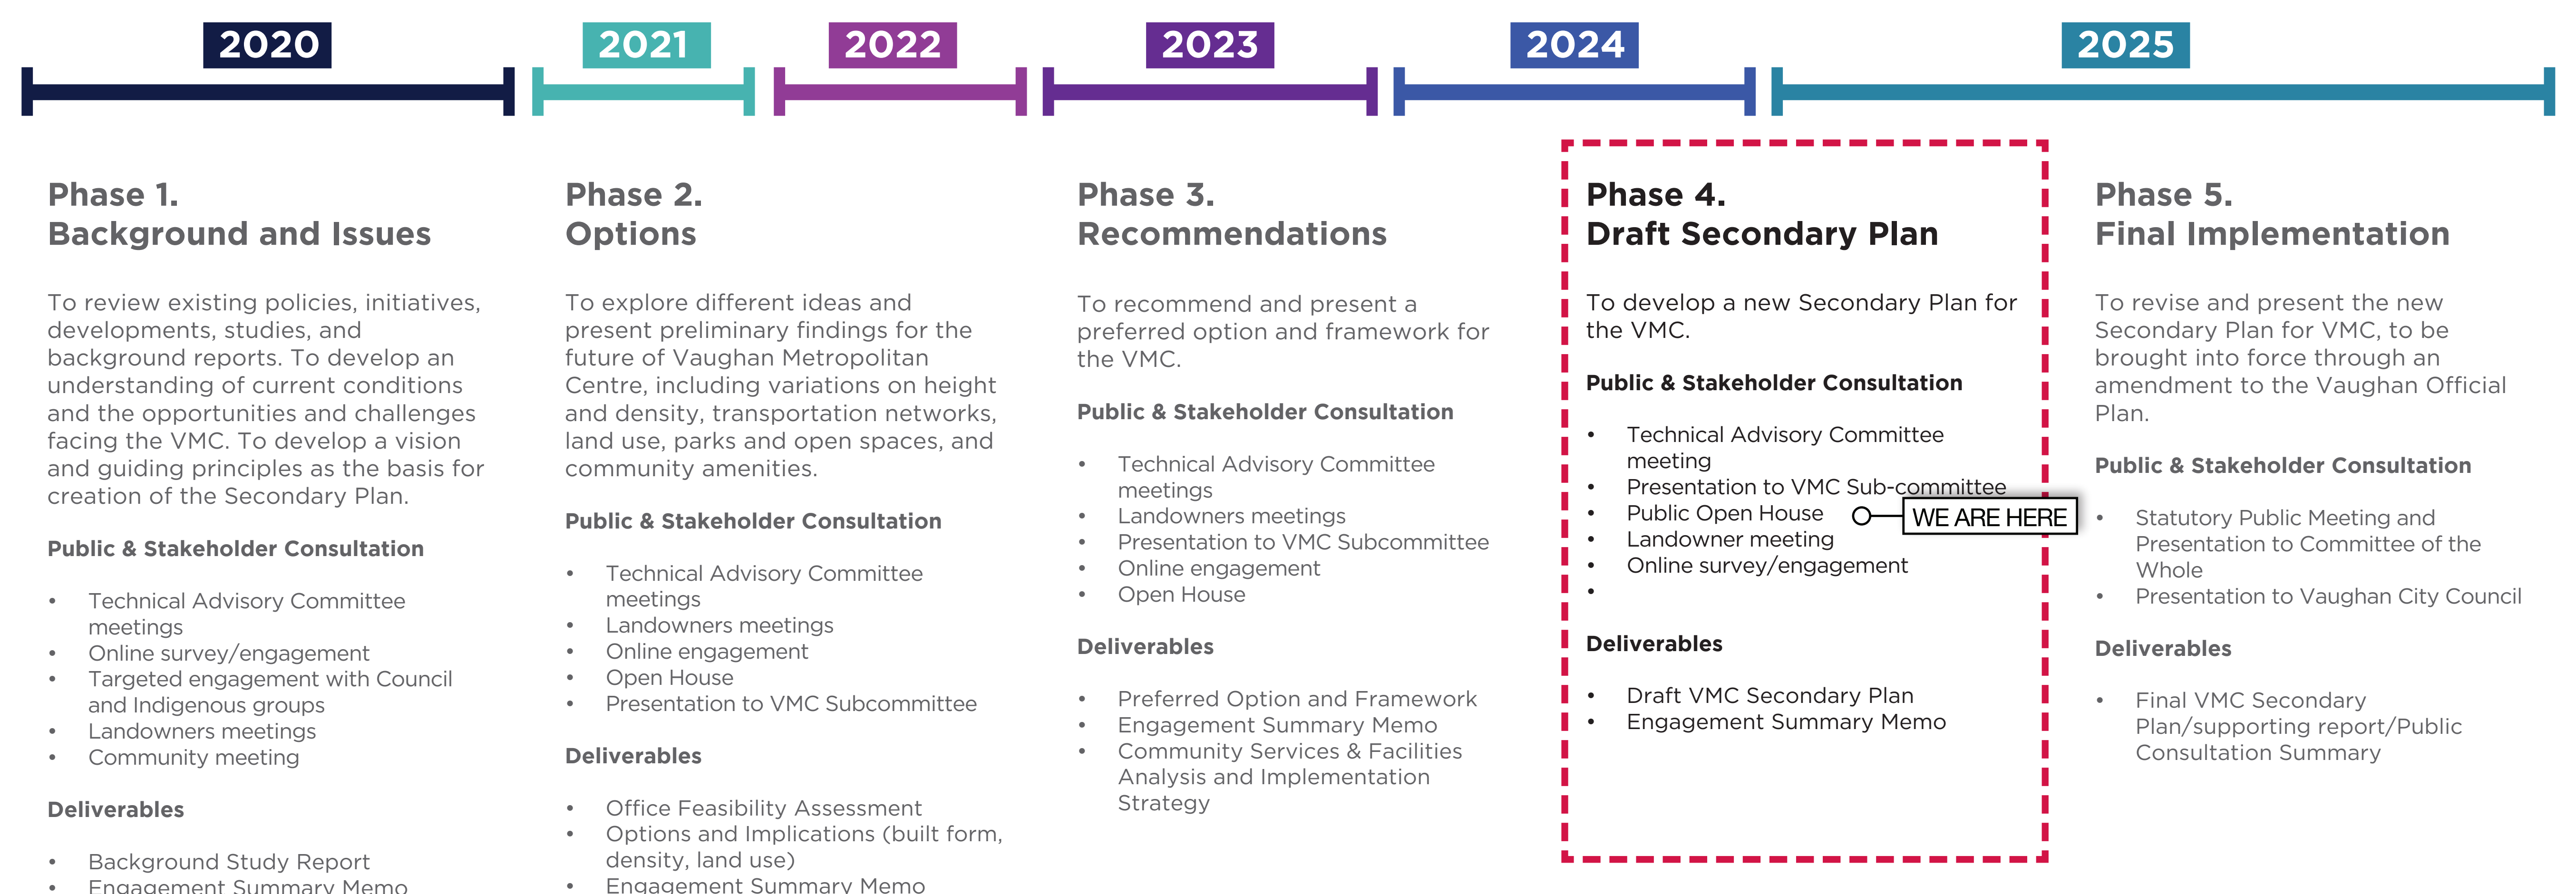 2020
2021
2022
2023
2024
2025
Phase 1.
Background and Issues
To review existing policies, initiatives,
developments, studies, and
background reports. To develop an
understanding of current conditions
and the opportunities and challenges
facing the VMC. To develop a vision
and guiding principles as the basis for
creation of the Secondary Plan.
Public & Stakeholder Consultation
• Technical Advisory Committee
meetings
• Online survey/engagement
• Targeted engagement with Council
and Indigenous groups
• Landowners meetings
• Community meeting
Deliverables
• Background Study Report
• Engagement Summary Memo
Phase 2.
Options
To explore different ideas and
present preliminary findings for the
future of Vaughan Metropolitan
Centre, including variations on height
and density, transportation networks,
land use, parks and open spaces, and
community amenities.
Public & Stakeholder Consultation
• Technical Advisory Committee
meetings
• Landowners meetings
• Online engagement
• Open House
• Presentation to VMC Subcommittee
Deliverables
• Office Feasibility Assessment
• Options and Implications (built form,
density, land use)
• Engagement Summary Memo
Phase 3.
Recommendations
To recommend and present a
preferred option and framework for
the VMC.
Public & Stakeholder Consultation
• Technical Advisory Committee
meetings
• Landowners meetings
• Presentation to VMC Subcommittee
• Online engagement
• Open House
Deliverables
• Preferred Option and Framework
• Engagement Summary Memo
• Community Services & Facilities
Analysis and Implementation
Strategy
Phase 4.
Draft Secondary Plan
To develop a new Secondary Plan for
the VMC.
Public & Stakeholder Consultation
• Technical Advisory Committee
meeting
• Presentation to VMC Sub-committee
• Public Open House
WE ARE HERE
• Landowner meeting
• Online survey/engagement
•
Deliverables
• Draft VMC Secondary Plan
• Engagement Summary Memo
Phase 5.
Final Implementation
To revise and present the new
Secondary Plan for VMC, to be
brought into force through an
amendment to the Vaughan Official
Plan.
Public & Stakeholder Consultation
• Statutory Public Meeting and
Presentation to Committee of the
Whole
• Presentation to Vaughan City Council
Deliverables
• Final VMC Secondary
Plan/supporting report/Public
Consultation Summary